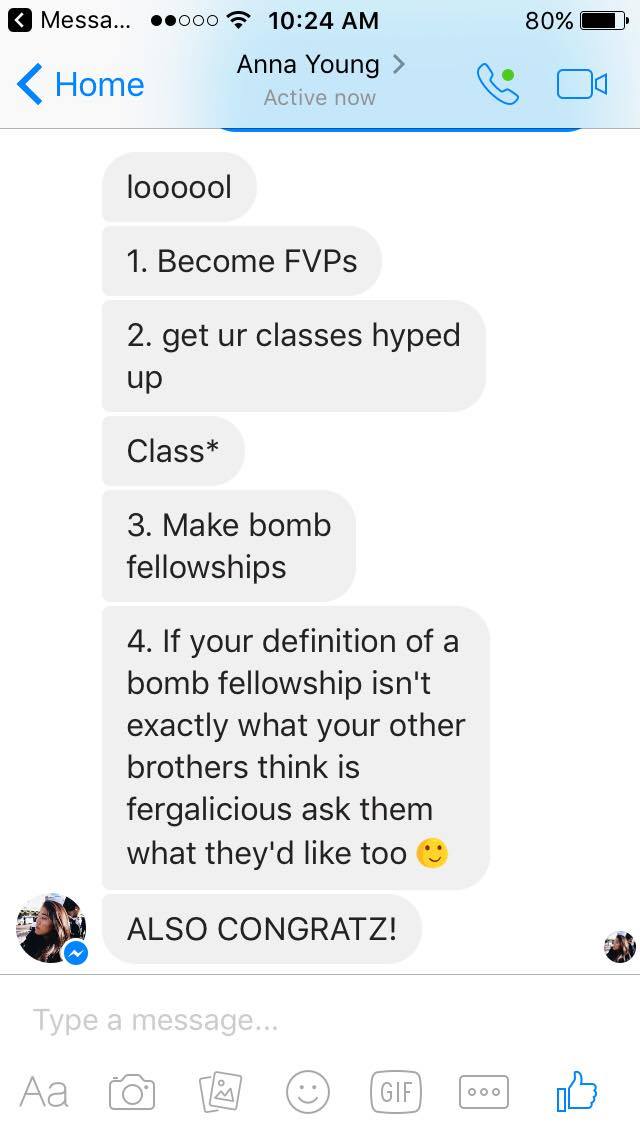 Messa... 10:24 AM 80%
Home Anna Young
Active now
loooool
1. Become FVPs
2. get ur classes hyped
up
Class*
3. Make bomb
fellowships
4. If your definition of a
bomb fellowship isn't
exactly what your other
brothers think is
fergalicious ask them
what they'd like too 🙂
ALSO CONGRATZ!
Type a message...
Aa GIF